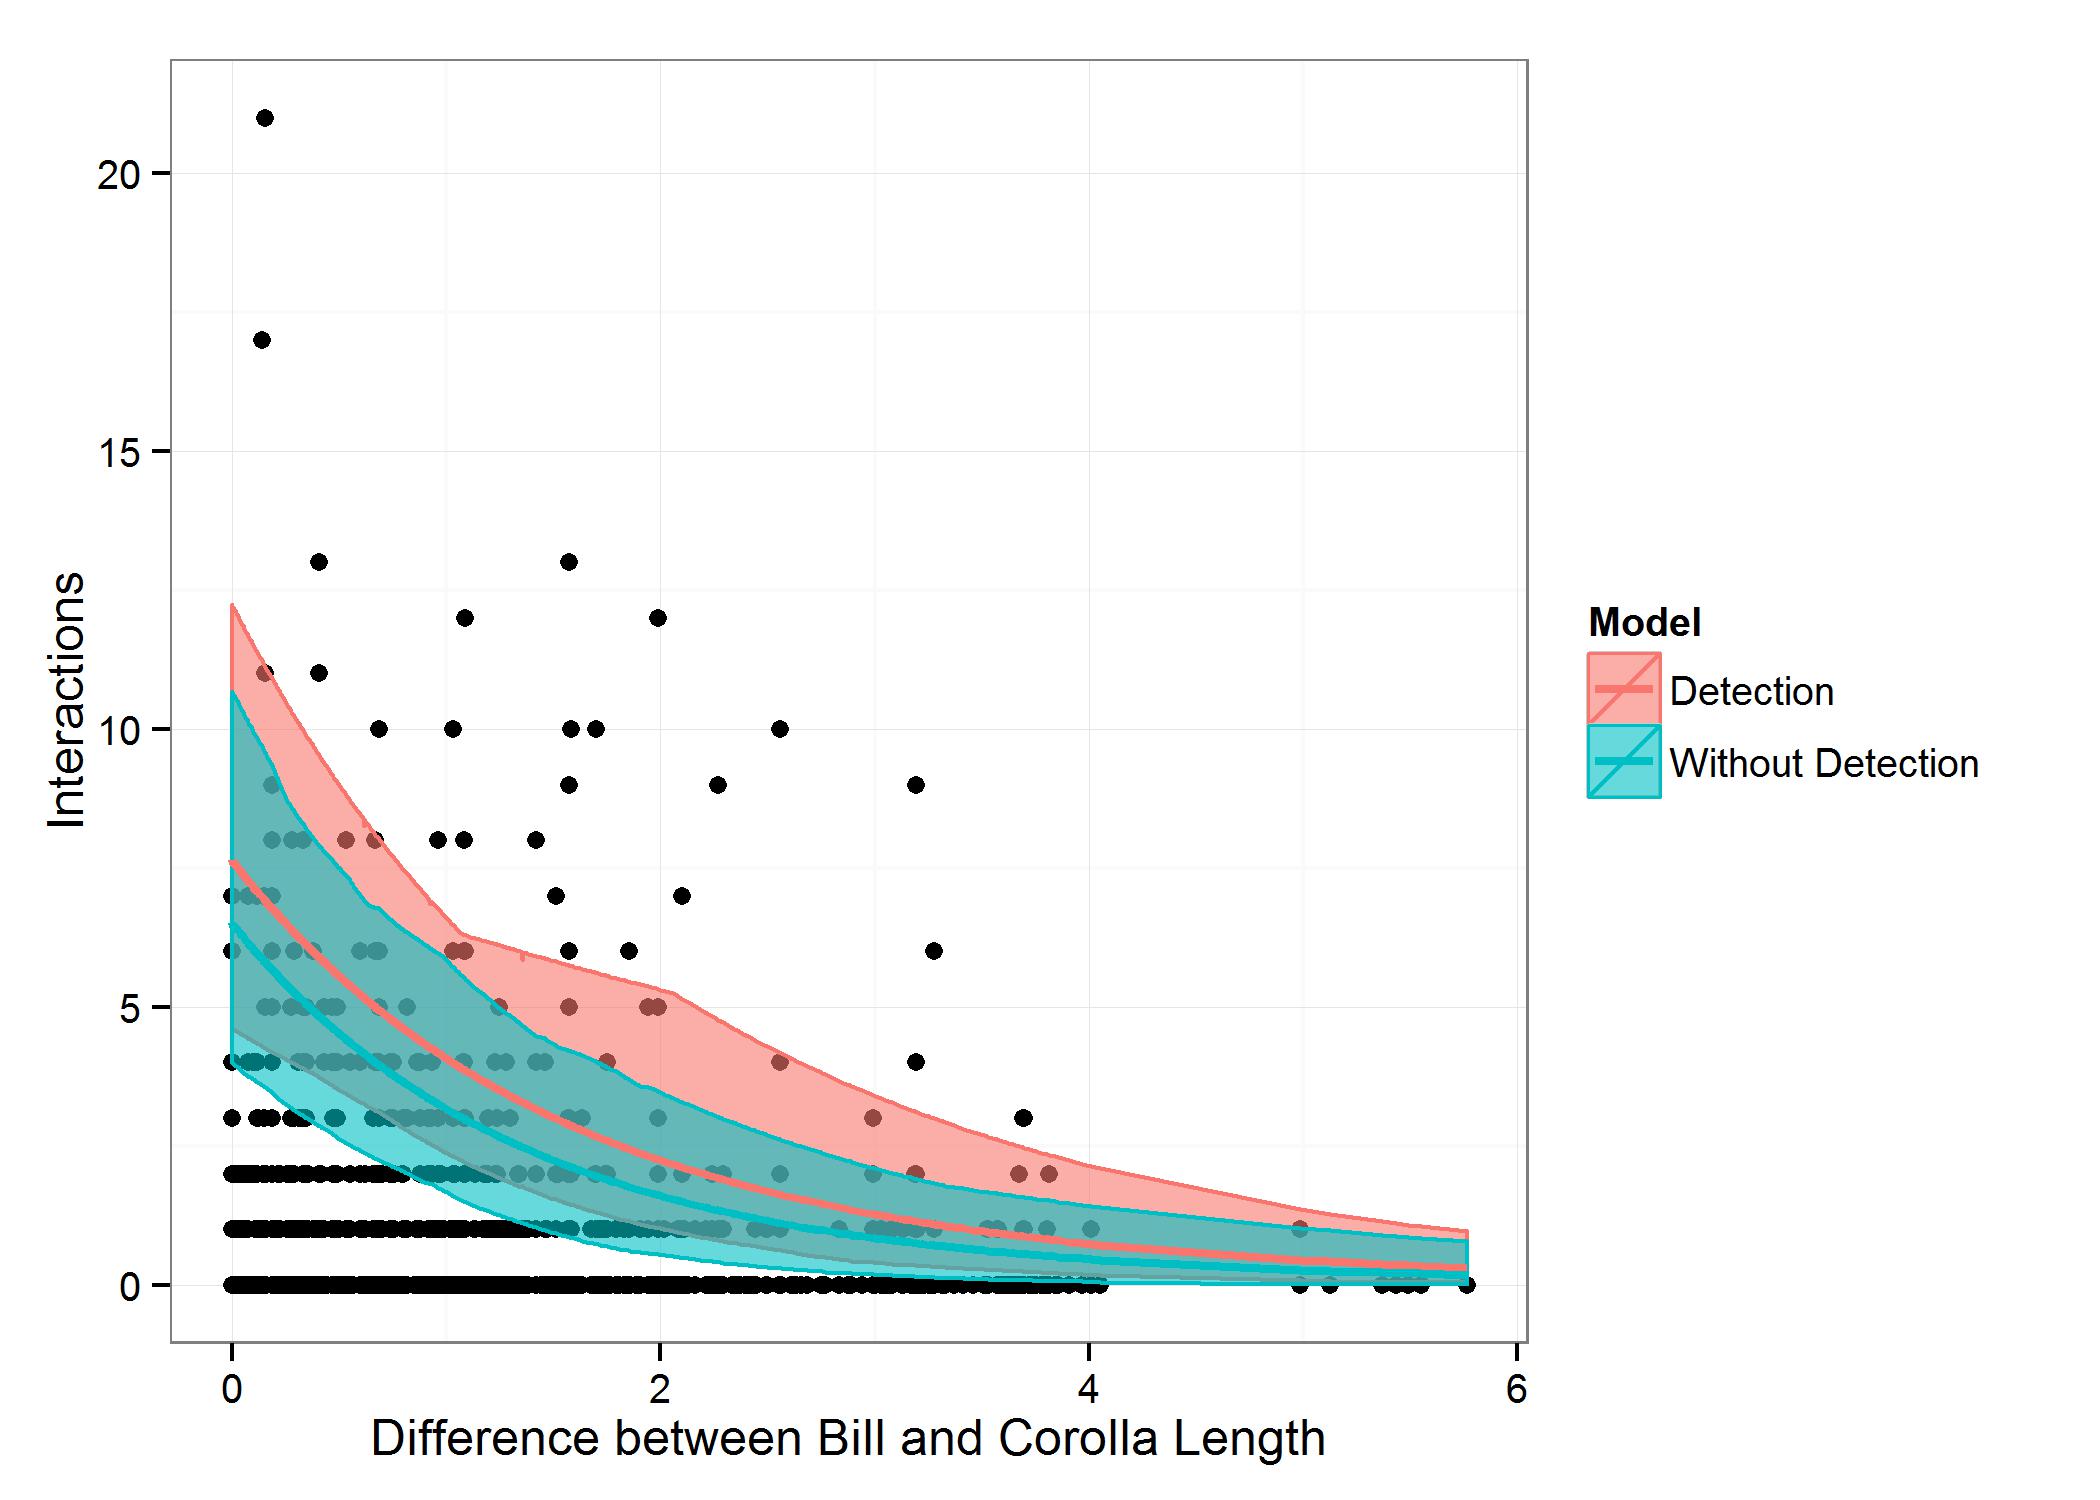 20
15
10
5
0
0 2 4 6
Interactions
Difference between Bill and Corolla Length
Model
Detection
Without Detection